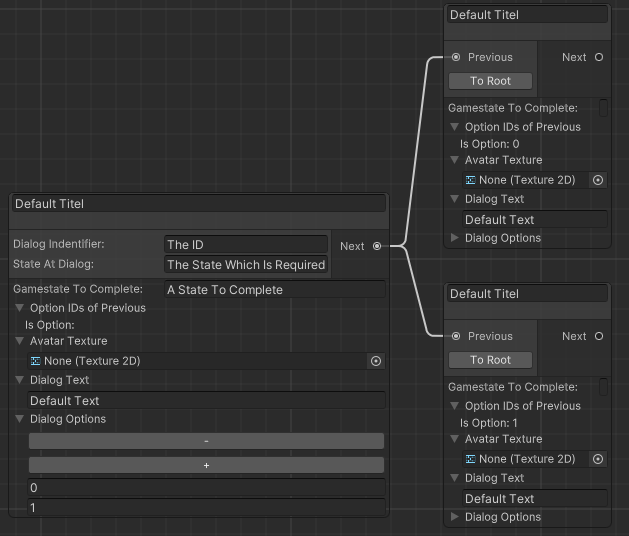 Default Titel
Dialog Indentifier: The ID
State At Dialog: The State Which Is Required
Next
Gamestate To Complete: A State To Complete
Option IDs of Previous
Is Option:
Avatar Texture
None (Texture 2D)
Dialog Text
Default Text
Dialog Options
-
+
0
1
Default Titel
Previous Next
To Root
Gamestate To Complete:
Option IDs of Previous
Is Option: 0
Avatar Texture
None (Texture 2D)
Dialog Text
Default Text
Dialog Options
Default Titel
Previous Next
To Root
Gamestate To Complete:
Option IDs of Previous
Is Option: 1
Avatar Texture
None (Texture 2D)
Dialog Text
Default Text
Dialog Options